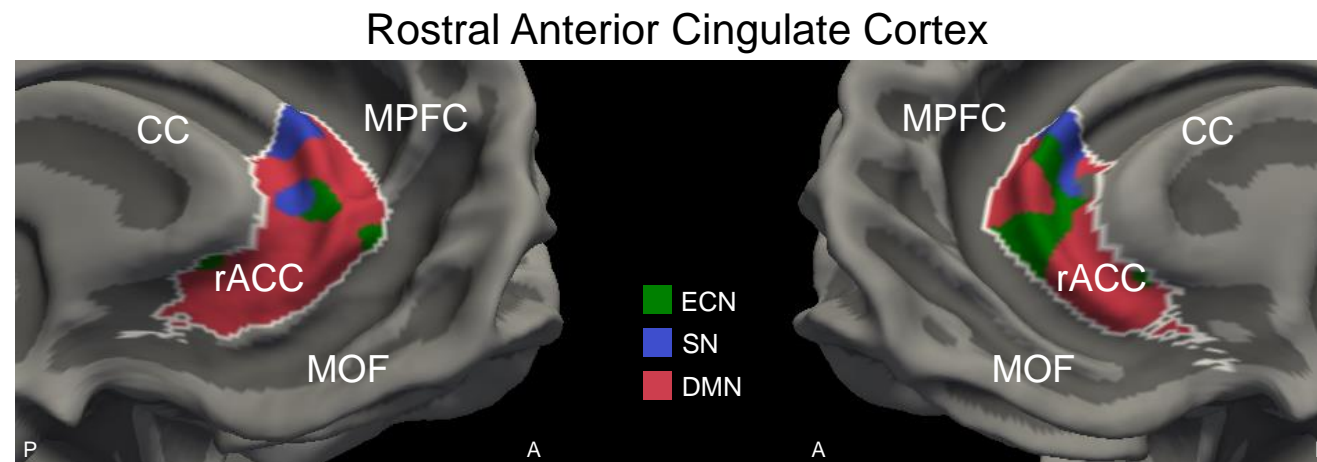 Rostral Anterior Cingulate Cortex
CC
MPFC
rACC
MOF
P
A
ECN
SN
DMN
MPFC
CC
rACC
MOF
A